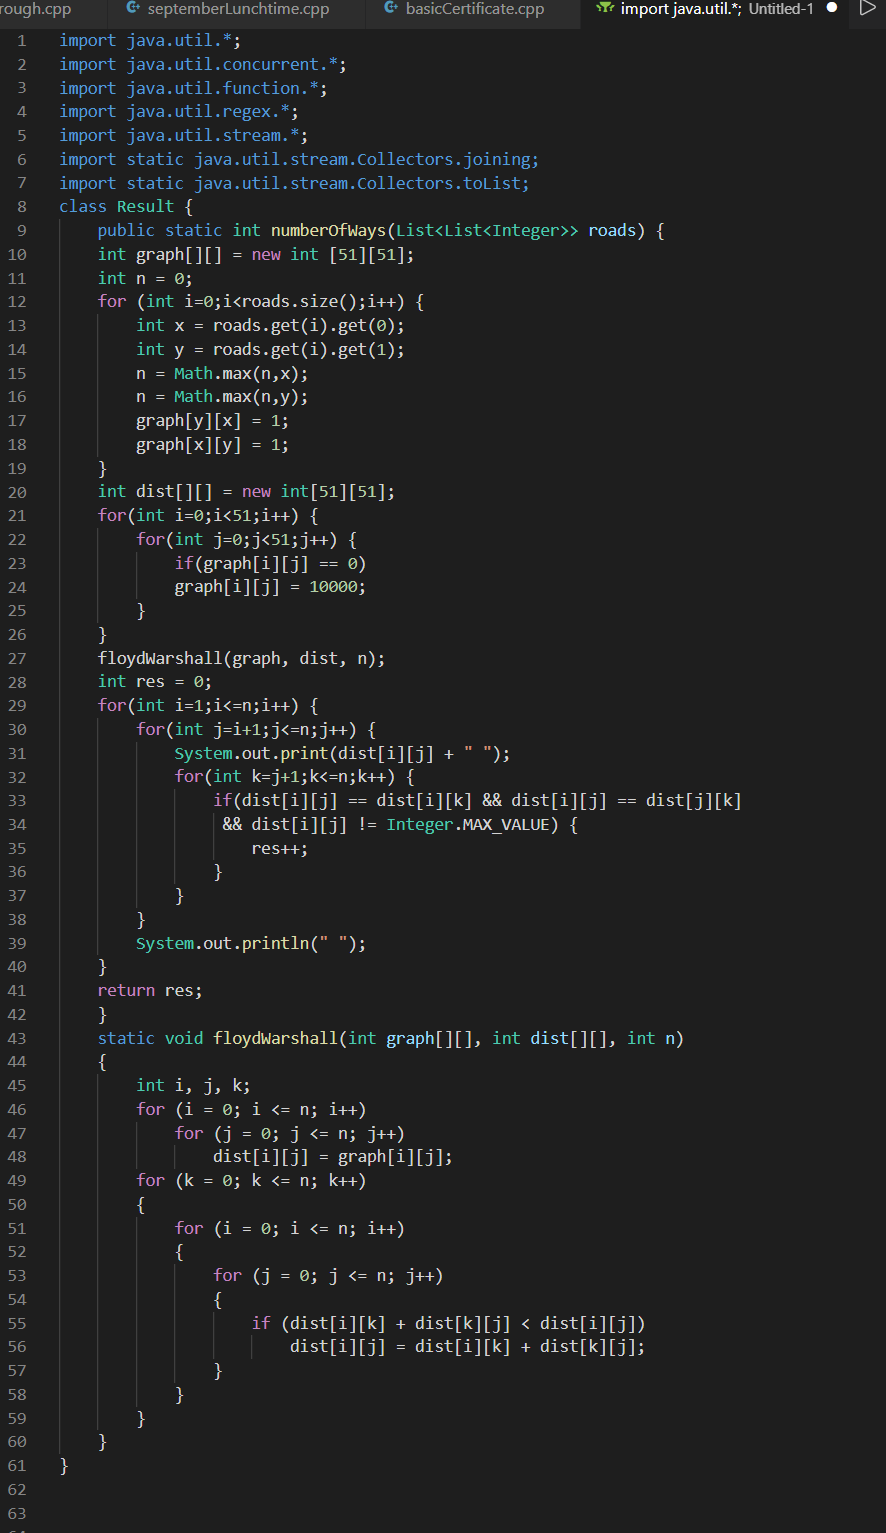 rough.cpp septemberLunchtime.cpp basicCertificate.cpp import java.util.*; Untitled-1
1 import java.util.*;
2 import java.util.concurrent.*;
3 import java.util.function.*;
4 import java.util.regex.*;
5 import java.util.stream.*;
6 import static java.util.stream.Collectors.joining;
7 import static java.util.stream.Collectors.toList;
8 class Result {
9     public static int numberOfWays(List<List<Integer>> roads) {
10     int graph[][] = new int [51][51];
11     int n = 0;
12     for (int i=0;i<roads.size();i++) {
13         int x = roads.get(i).get(0);
14         int y = roads.get(i).get(1);
15         n = Math.max(n,x);
16         n = Math.max(n,y);
17         graph[y][x] = 1;
18         graph[x][y] = 1;
19     }
20     int dist[][] = new int[51][51];
21     for(int i=0;i<51;i++) {
22         for(int j=0;j<51;j++) {
23             if(graph[i][j] == 0)
24             graph[i][j] = 10000;
25         }
26     }
27     floydWarshall(graph, dist, n);
28     int res = 0;
29     for(int i=1;i<=n;i++) {
30         for(int j=i+1;j<=n;j++) {
31             System.out.print(dist[i][j] + " ");
32             for(int k=j+1;k<=n;k++) {
33                 if(dist[i][j] == dist[i][k] && dist[i][j] == dist[j][k]
34                  && dist[i][j] != Integer.MAX_VALUE) {
35                     res++;
36                 }
37             }
38         }
39         System.out.println(" ");
40     }
41     return res;
42     }
43     static void floydWarshall(int graph[][], int dist[][], int n)
44     {
45         int i, j, k;
46         for (i = 0; i <= n; i++)
47             for (j = 0; j <= n; j++)
48                 dist[i][j] = graph[i][j];
49         for (k = 0; k <= n; k++)
50         {
51             for (i = 0; i <= n; i++)
52             {
53                 for (j = 0; j <= n; j++)
54                 {
55                     if (dist[i][k] + dist[k][j] < dist[i][j])
56                         dist[i][j] = dist[i][k] + dist[k][j];
57                 }
58             }
59         }
60     }
61 }
62
63